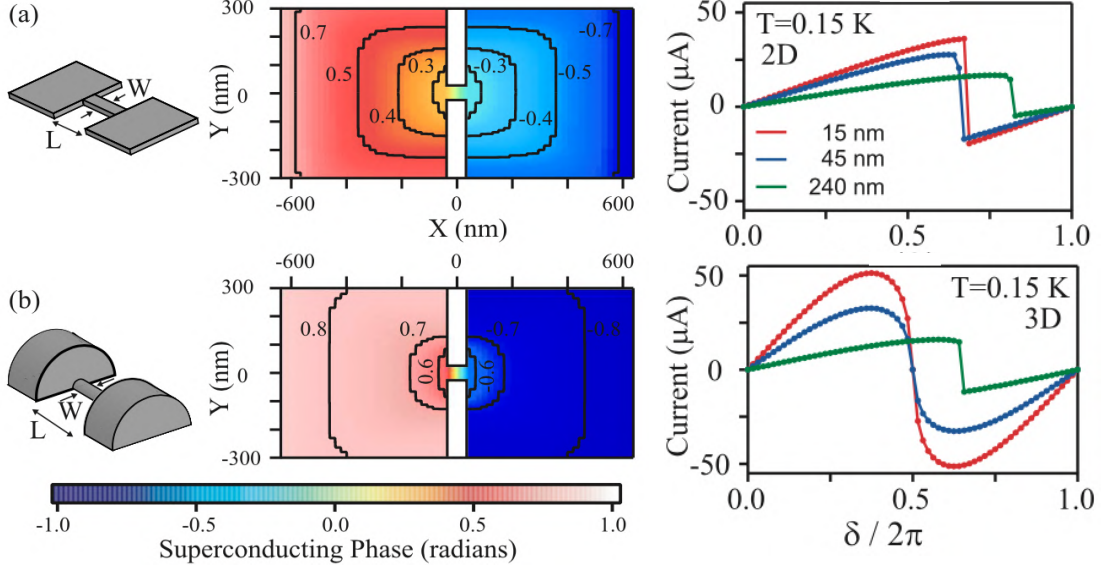 (a)
W
L
Y (nm)
300
0
-300
0.7
0.5
0.3
0.4
-0.3
-0.7
-0.5
-0.4
-600
0
600
X (nm)
Current (μA)
50
0
-50
T=0.15 K
2D
15 nm
45 nm
240 nm
0.0
0.5
1.0
(b)
W
L
-600
0
600
Y (nm)
300
0
-300
0.8
0.7
0.6
-0.7
-0.6
-0.8
Current (μA)
50
0
-50
T=0.15 K
3D
0.0
0.5
1.0
δ / 2π
-1.0
-0.5
0.0
0.5
1.0
Superconducting Phase (radians)